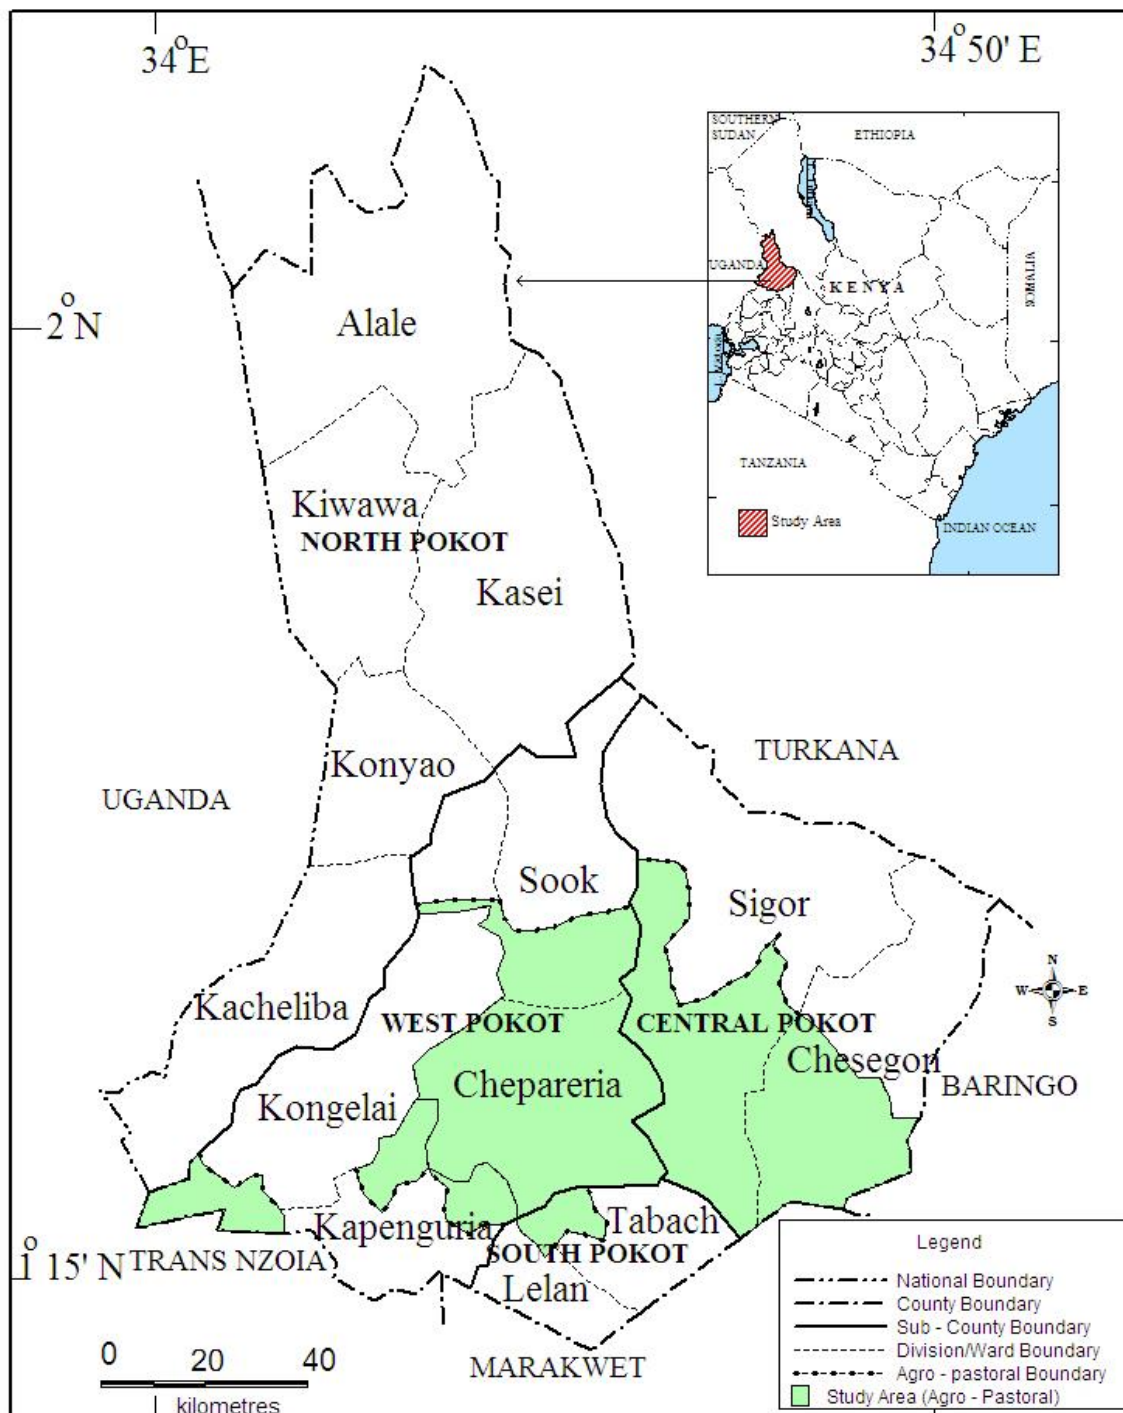 34°E
34° 50' E
SOUTHERN
SUDAN
ETHIOPIA
UGANDA
KENYA
SOMALIA
TANZANIA
INDIAN OCEAN
Study Area
2° N
Alale
Kiwawa
NORTH POKOT
Kasei
Konyao
TURKANA
UGANDA
Sook
Sigor
N
W E
S
Kacheliba
WEST POKOT
CENTRAL POKOT
Chesegon
Chepareria
BARINGO
Kongelai
Kapenguria
Tabach
TRANS NZOIA
SOUTH POKOT
1° 15' N
Lelan
MARAKWET
0 20 40
kilometres
Legend
National Boundary
County Boundary
Sub - County Boundary
Division/Ward Boundary
Agro - pastoral Boundary
Study Area (Agro - Pastoral)